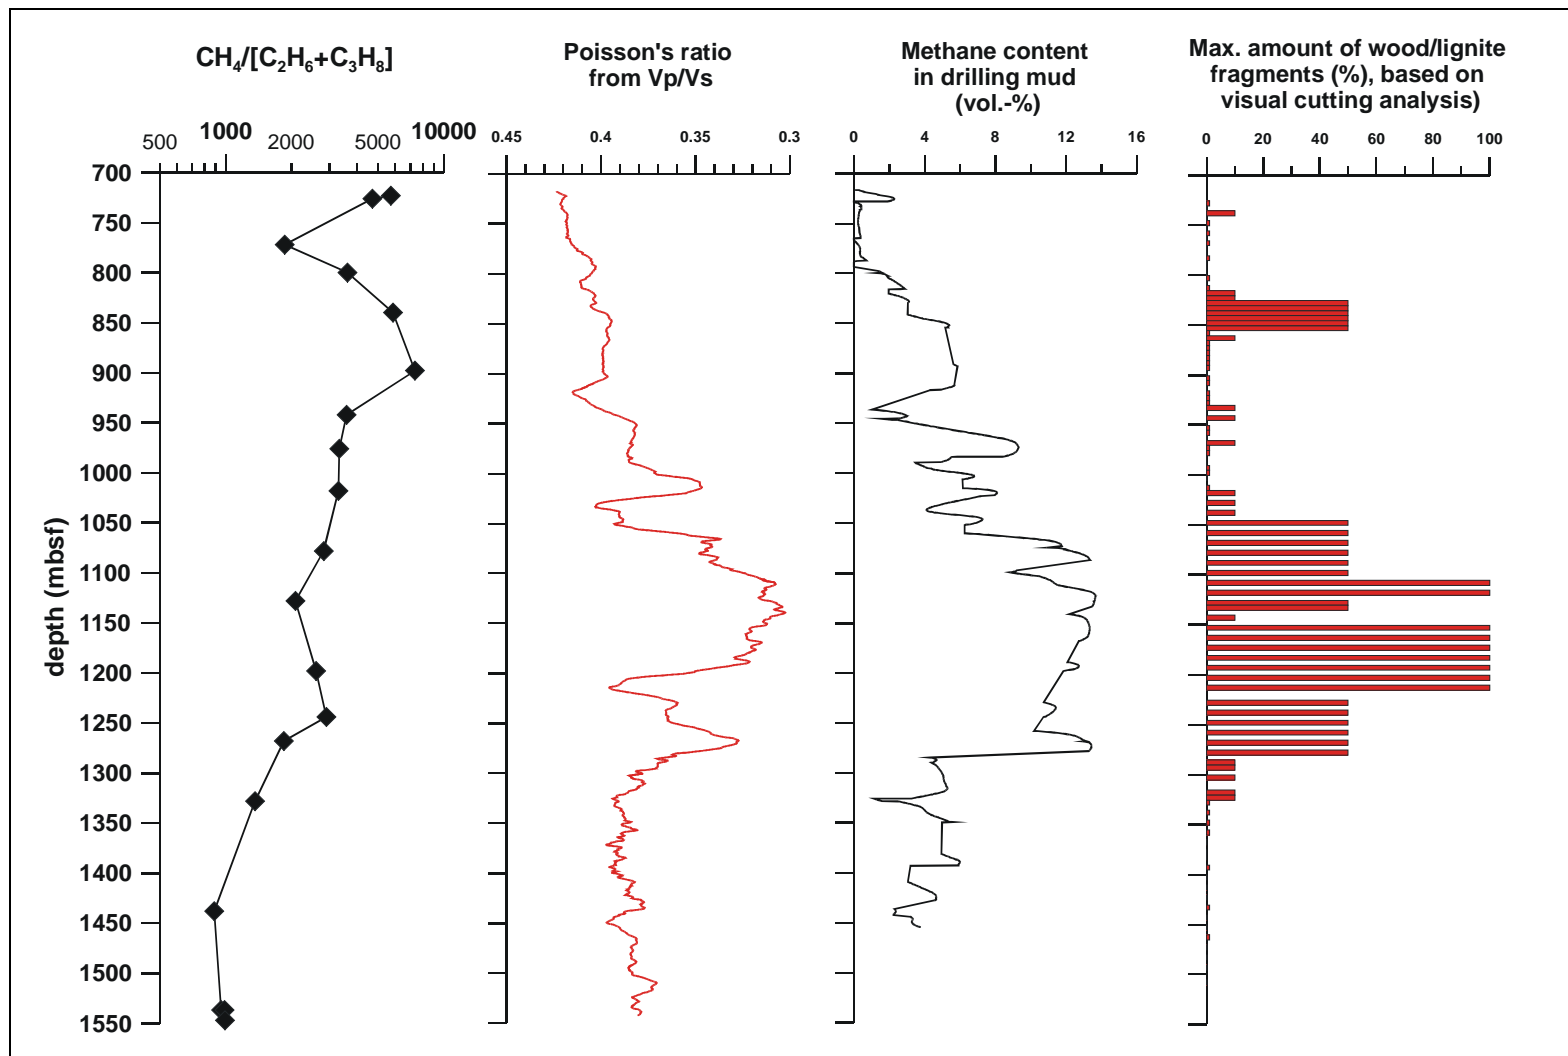 CH₄/[C₂H₆+C₃H₈]
Poisson's ratio
from Vp/Vs
Methane content
in drilling mud
(vol.-%)
Max. amount of wood/lignite
fragments (%), based on
visual cutting analysis)
500 1000 2000 5000 10000
0.45 0.4 0.35 0.3
0 4 8 12 16
0 20 40 60 80 100
depth (mbsf)
700
750
800
850
900
950
1000
1050
1100
1150
1200
1250
1300
1350
1400
1450
1500
1550